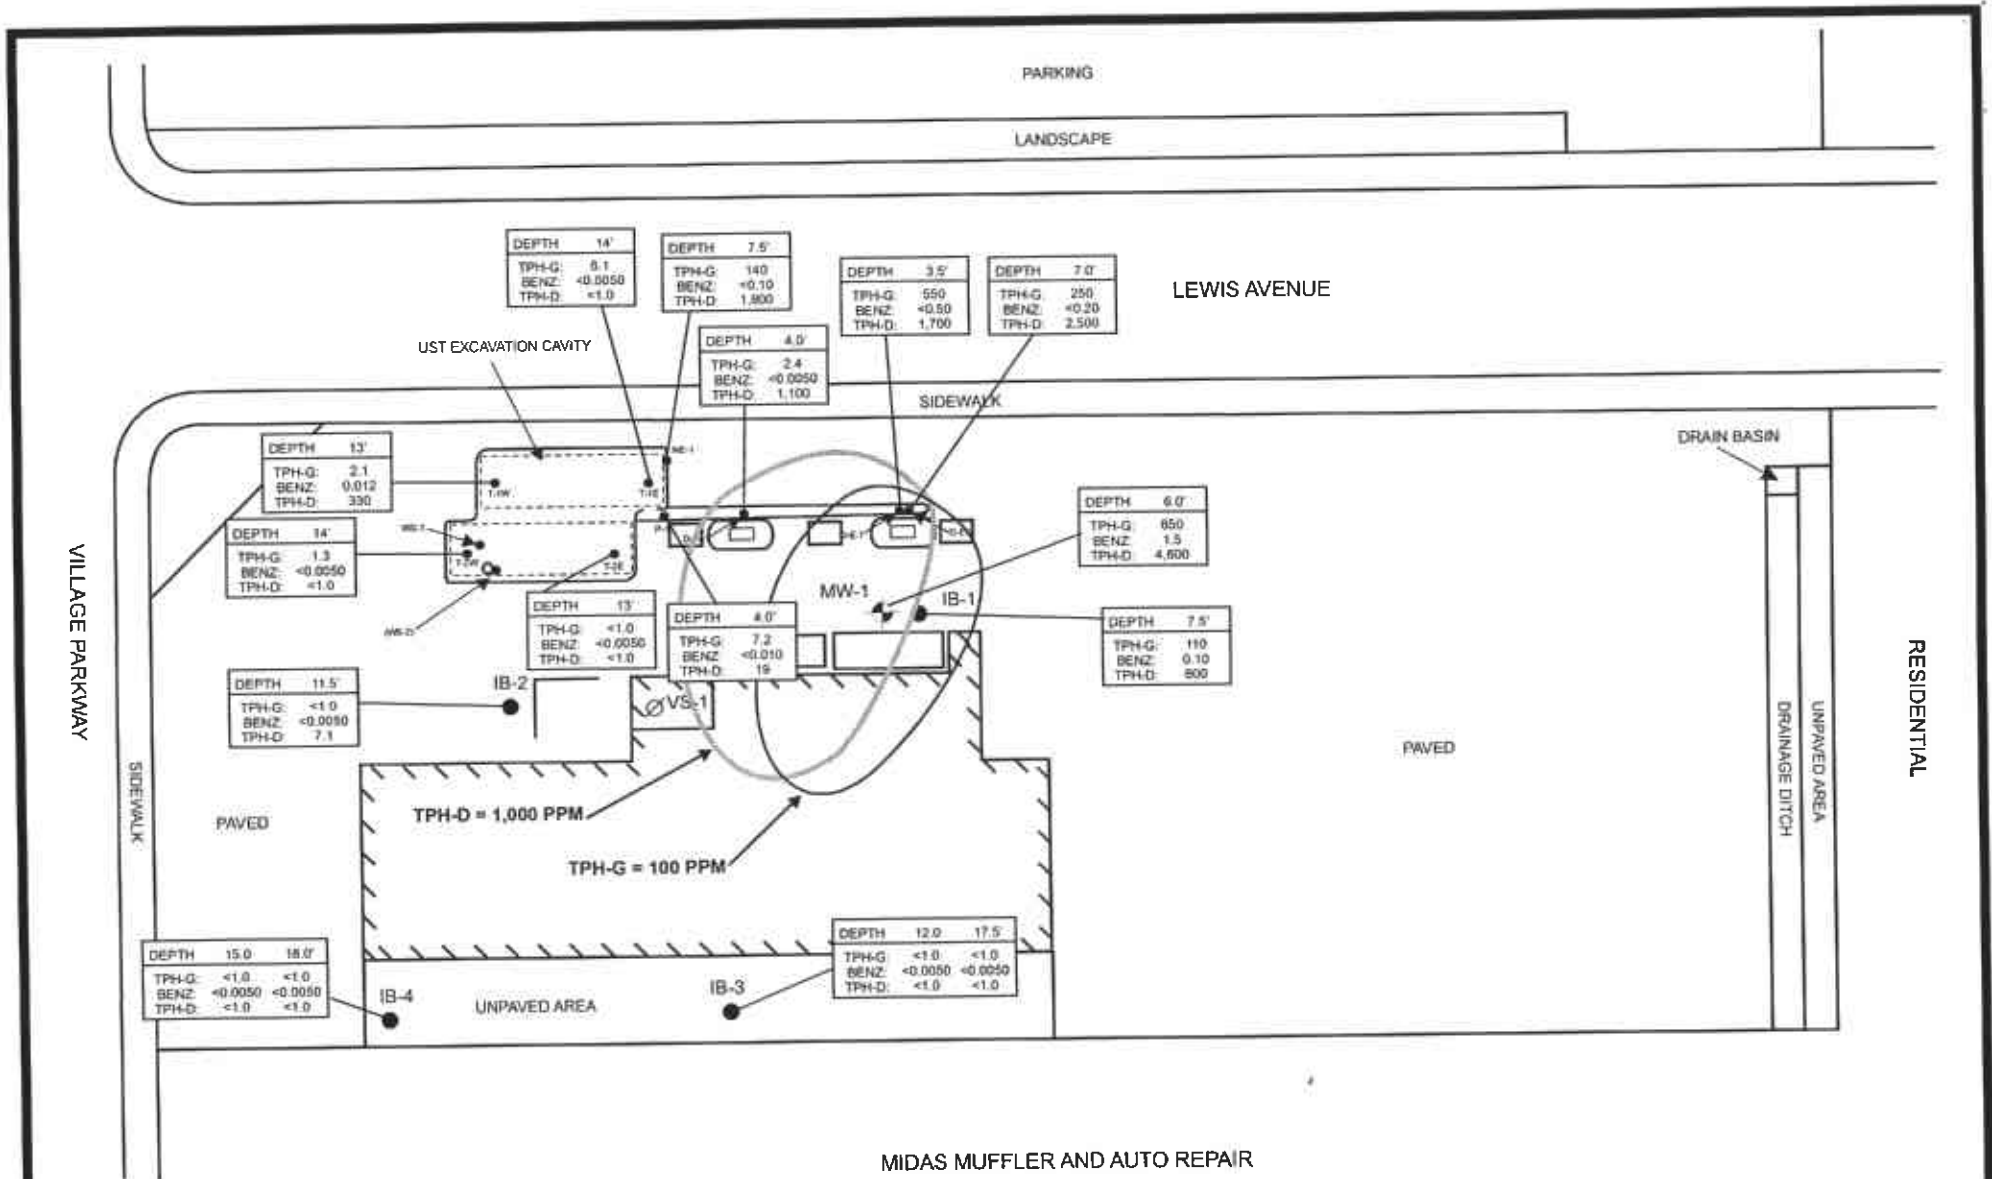 PARKING
LANDSCAPE
DEPTH 14'
TPH-G: 6.1
BENZ: <0.0050
TPH-D: <1.0
DEPTH 7.5'
TPH-G: 140
BENZ: <0.10
TPH-D: 1,800
DEPTH 3.5'
TPH-G: 550
BENZ: <0.50
TPH-D: 1,700
DEPTH 7.0'
TPH-G: 250
BENZ: <0.20
TPH-D: 2,500
LEWIS AVENUE
UST EXCAVATION CAVITY
DEPTH 4.0'
TPH-G: 2.4
BENZ: <0.0050
TPH-D: 1,100
SIDEWALK
DRAIN BASIN
DEPTH 13'
TPH-G: 2.1
BENZ: 0.012
TPH-D: 330
T-1W
T-1E
DEPTH 14'
TPH-G: 1.3
BENZ: <0.0050
TPH-D: <1.0
T-2W
T-2E
DEPTH 6.0'
TPH-G: 650
BENZ: 1.5
TPH-D: 4,600
VILLAGE PARKWAY
MW-1
IB-1
DEPTH 13'
TPH-G: <1.0
BENZ: <0.0050
TPH-D: <1.0
DEPTH 4.0'
TPH-G: 7.2
BENZ: <0.010
TPH-D: 19
DEPTH 7.5'
TPH-G: 110
BENZ: 0.10
TPH-D: 800
RESIDENTIAL
DEPTH 11.5'
TPH-G: <1.0
BENZ: <0.0050
TPH-D: 7.1
IB-2
VS-1
PAVED
DRAINAGE DITCH
UNPAVED AREA
SIDEWALK
PAVED
TPH-D = 1,000 PPM
TPH-G = 100 PPM
DEPTH 15.0 18.0'
TPH-G: <1.0 <1.0
BENZ: <0.0050 <0.0050
TPH-D: <1.0 <1.0
IB-4
UNPAVED AREA
IB-3
DEPTH 12.0 17.5'
TPH-G <1.0 <1.0
BENZ: <0.0050 <0.0050
TPH-D: <1.0 <1.0
MIDAS MUFFLER AND AUTO REPAIR